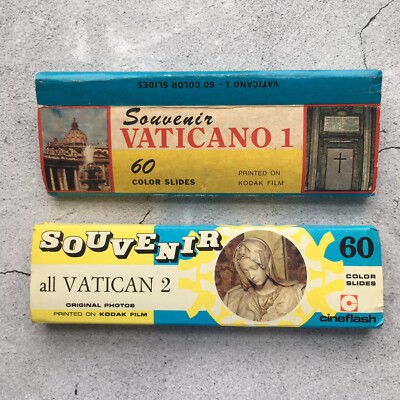 VATICANO 1 - 60 COLOR SLIDES
Souvenir
VATICANO 1
60
COLOR SLIDES
PRINTED ON
KODAK FILM
SOUVENIR
all VATICAN 2
ORIGINAL PHOTOS
PRINTED ON KODAK FILM
60
COLOR
SLIDES
C
cineflash